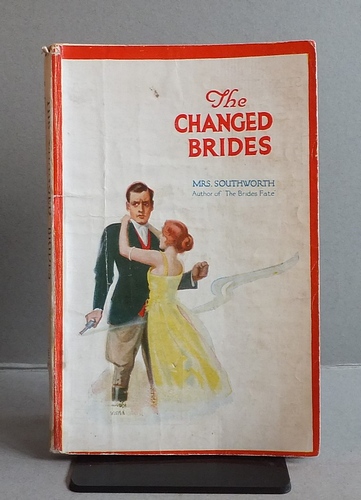 The
CHANGED
BRIDES
MRS. SOUTHWORTH
Author of The Brides Fate